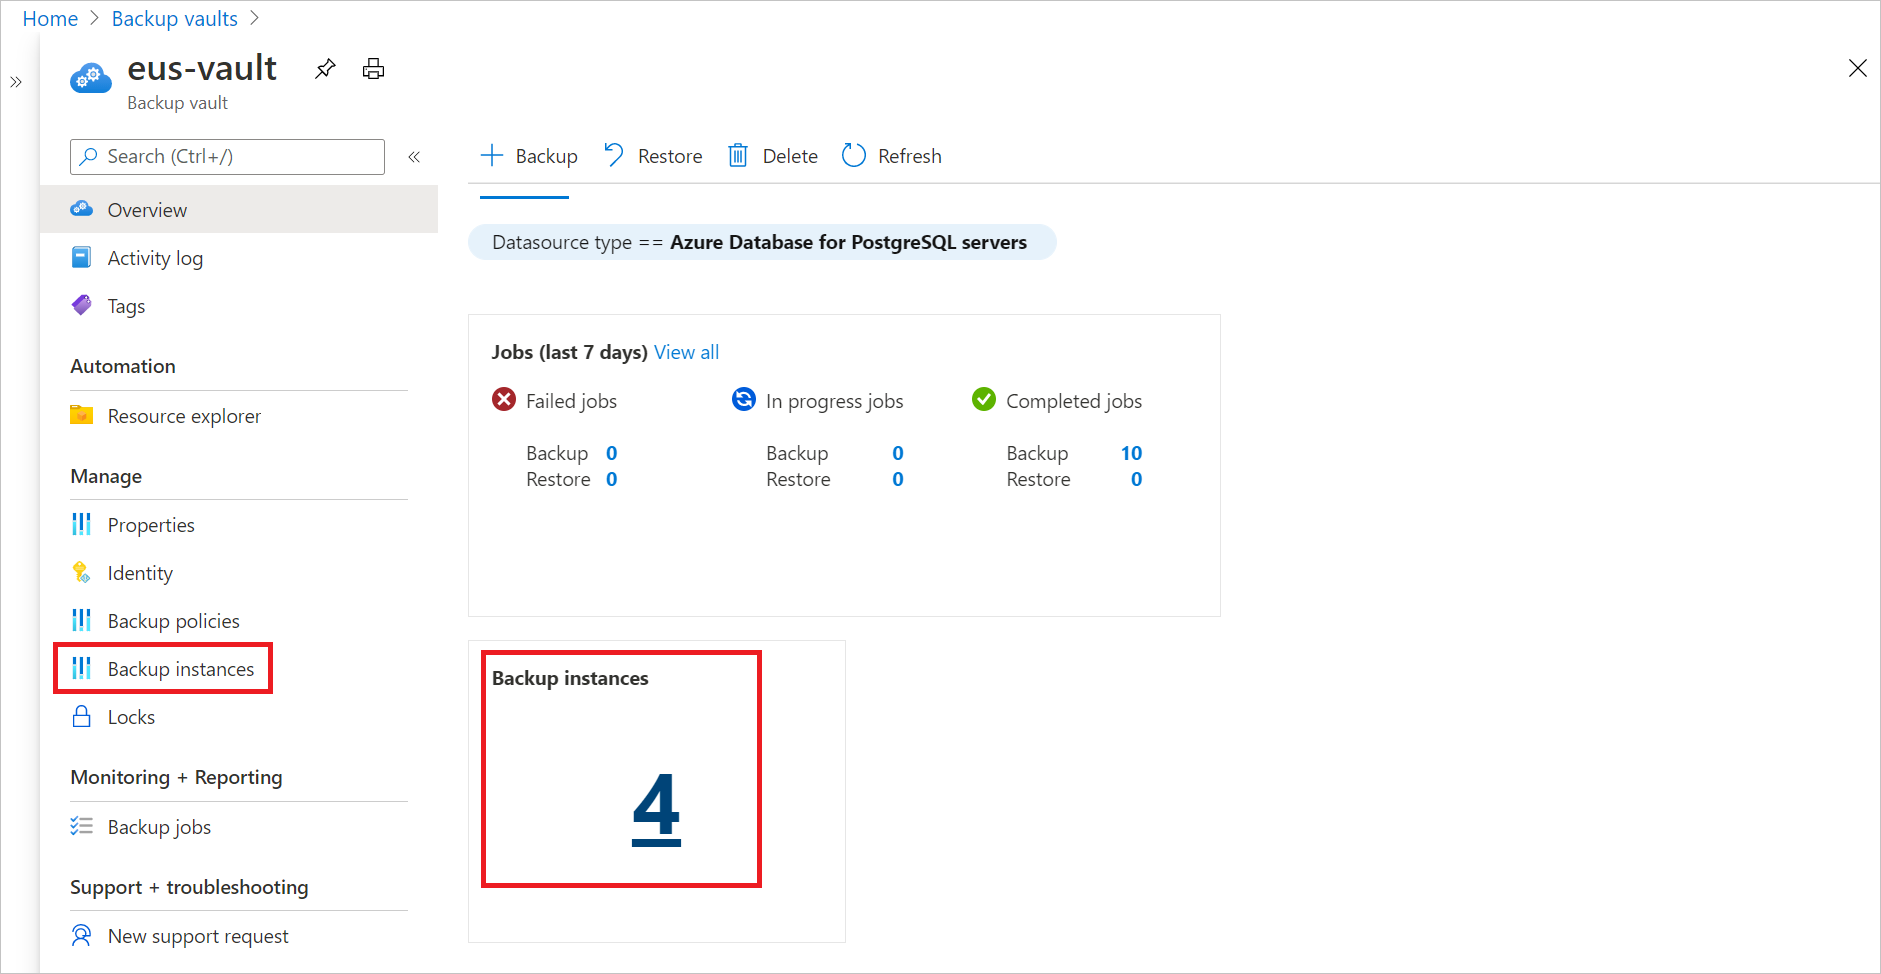 Home > Backup vaults >
eus-vault
Backup vault
Search (Ctrl+/)
Overview
Activity log
Tags
Automation
Resource explorer
Manage
Properties
Identity
Backup policies
Backup instances
Locks
Monitoring + Reporting
Backup jobs
Support + troubleshooting
New support request
Backup Restore Delete Refresh
Datasource type == Azure Database for PostgreSQL servers
Jobs (last 7 days) View all
Failed jobs In progress jobs Completed jobs
Backup 0 Backup 0 Backup 10
Restore 0 Restore 0 Restore 0
Backup instances
4